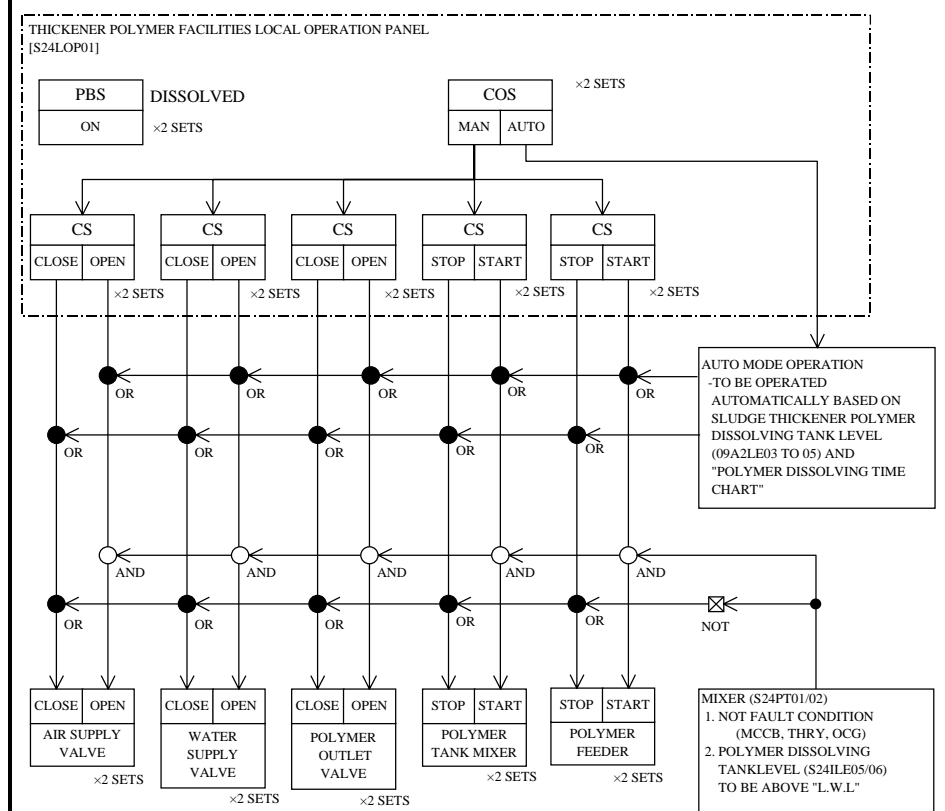 THICKENER POLYMER FACILITIES LOCAL OPERATION PANEL
[S24LOP01]
PBS
DISSOLVED
ON
×2 SETS
COS
×2 SETS
MAN
AUTO
CS
CS
CS
CS
CS
CLOSE
OPEN
CLOSE
OPEN
CLOSE
OPEN
STOP
START
STOP
START
×2 SETS
×2 SETS
×2 SETS
×2 SETS
×2 SETS
OR
OR
OR
OR
OR
OR
OR
OR
OR
OR
AUTO MODE OPERATION
-TO BE OPERATED
AUTOMATICALLY BASED ON
SLUDGE THICKENER POLYMER
DISSOLVING TANK LEVEL
(09A2LE03 TO 05) AND
"POLYMER DISSOLVING TIME
CHART"
AND
AND
AND
AND
AND
OR
OR
OR
OR
OR
NOT
CLOSE
OPEN
CLOSE
OPEN
CLOSE
OPEN
STOP
START
STOP
START
AIR SUPPLY
VALVE
WATER
SUPPLY
VALVE
POLYMER
OUTLET
VALVE
POLYMER
TANK MIXER
POLYMER
FEEDER
×2 SETS
×2 SETS
×2 SETS
×2 SETS
×2 SETS
MIXER (S24PT01/02)
1. NOT FAULT CONDITION
(MCCB, THRY, OCG)
2. POLYMER DISSOLVING
TANKLEVEL (S24ILE05/06)
TO BE ABOVE "L.W.L"